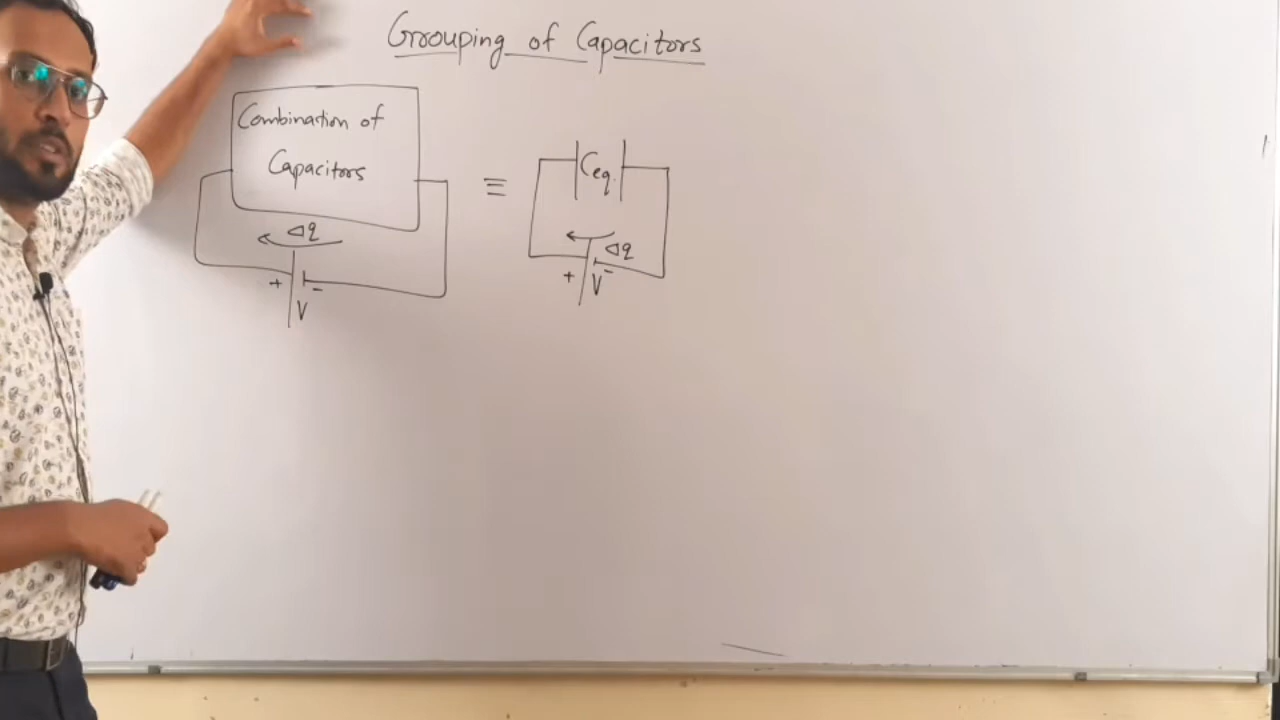 Grouping of Capacitors
Combination of
Capacitors
≡
Ceq.
Δq
+ -
V
Δq
+ -
V